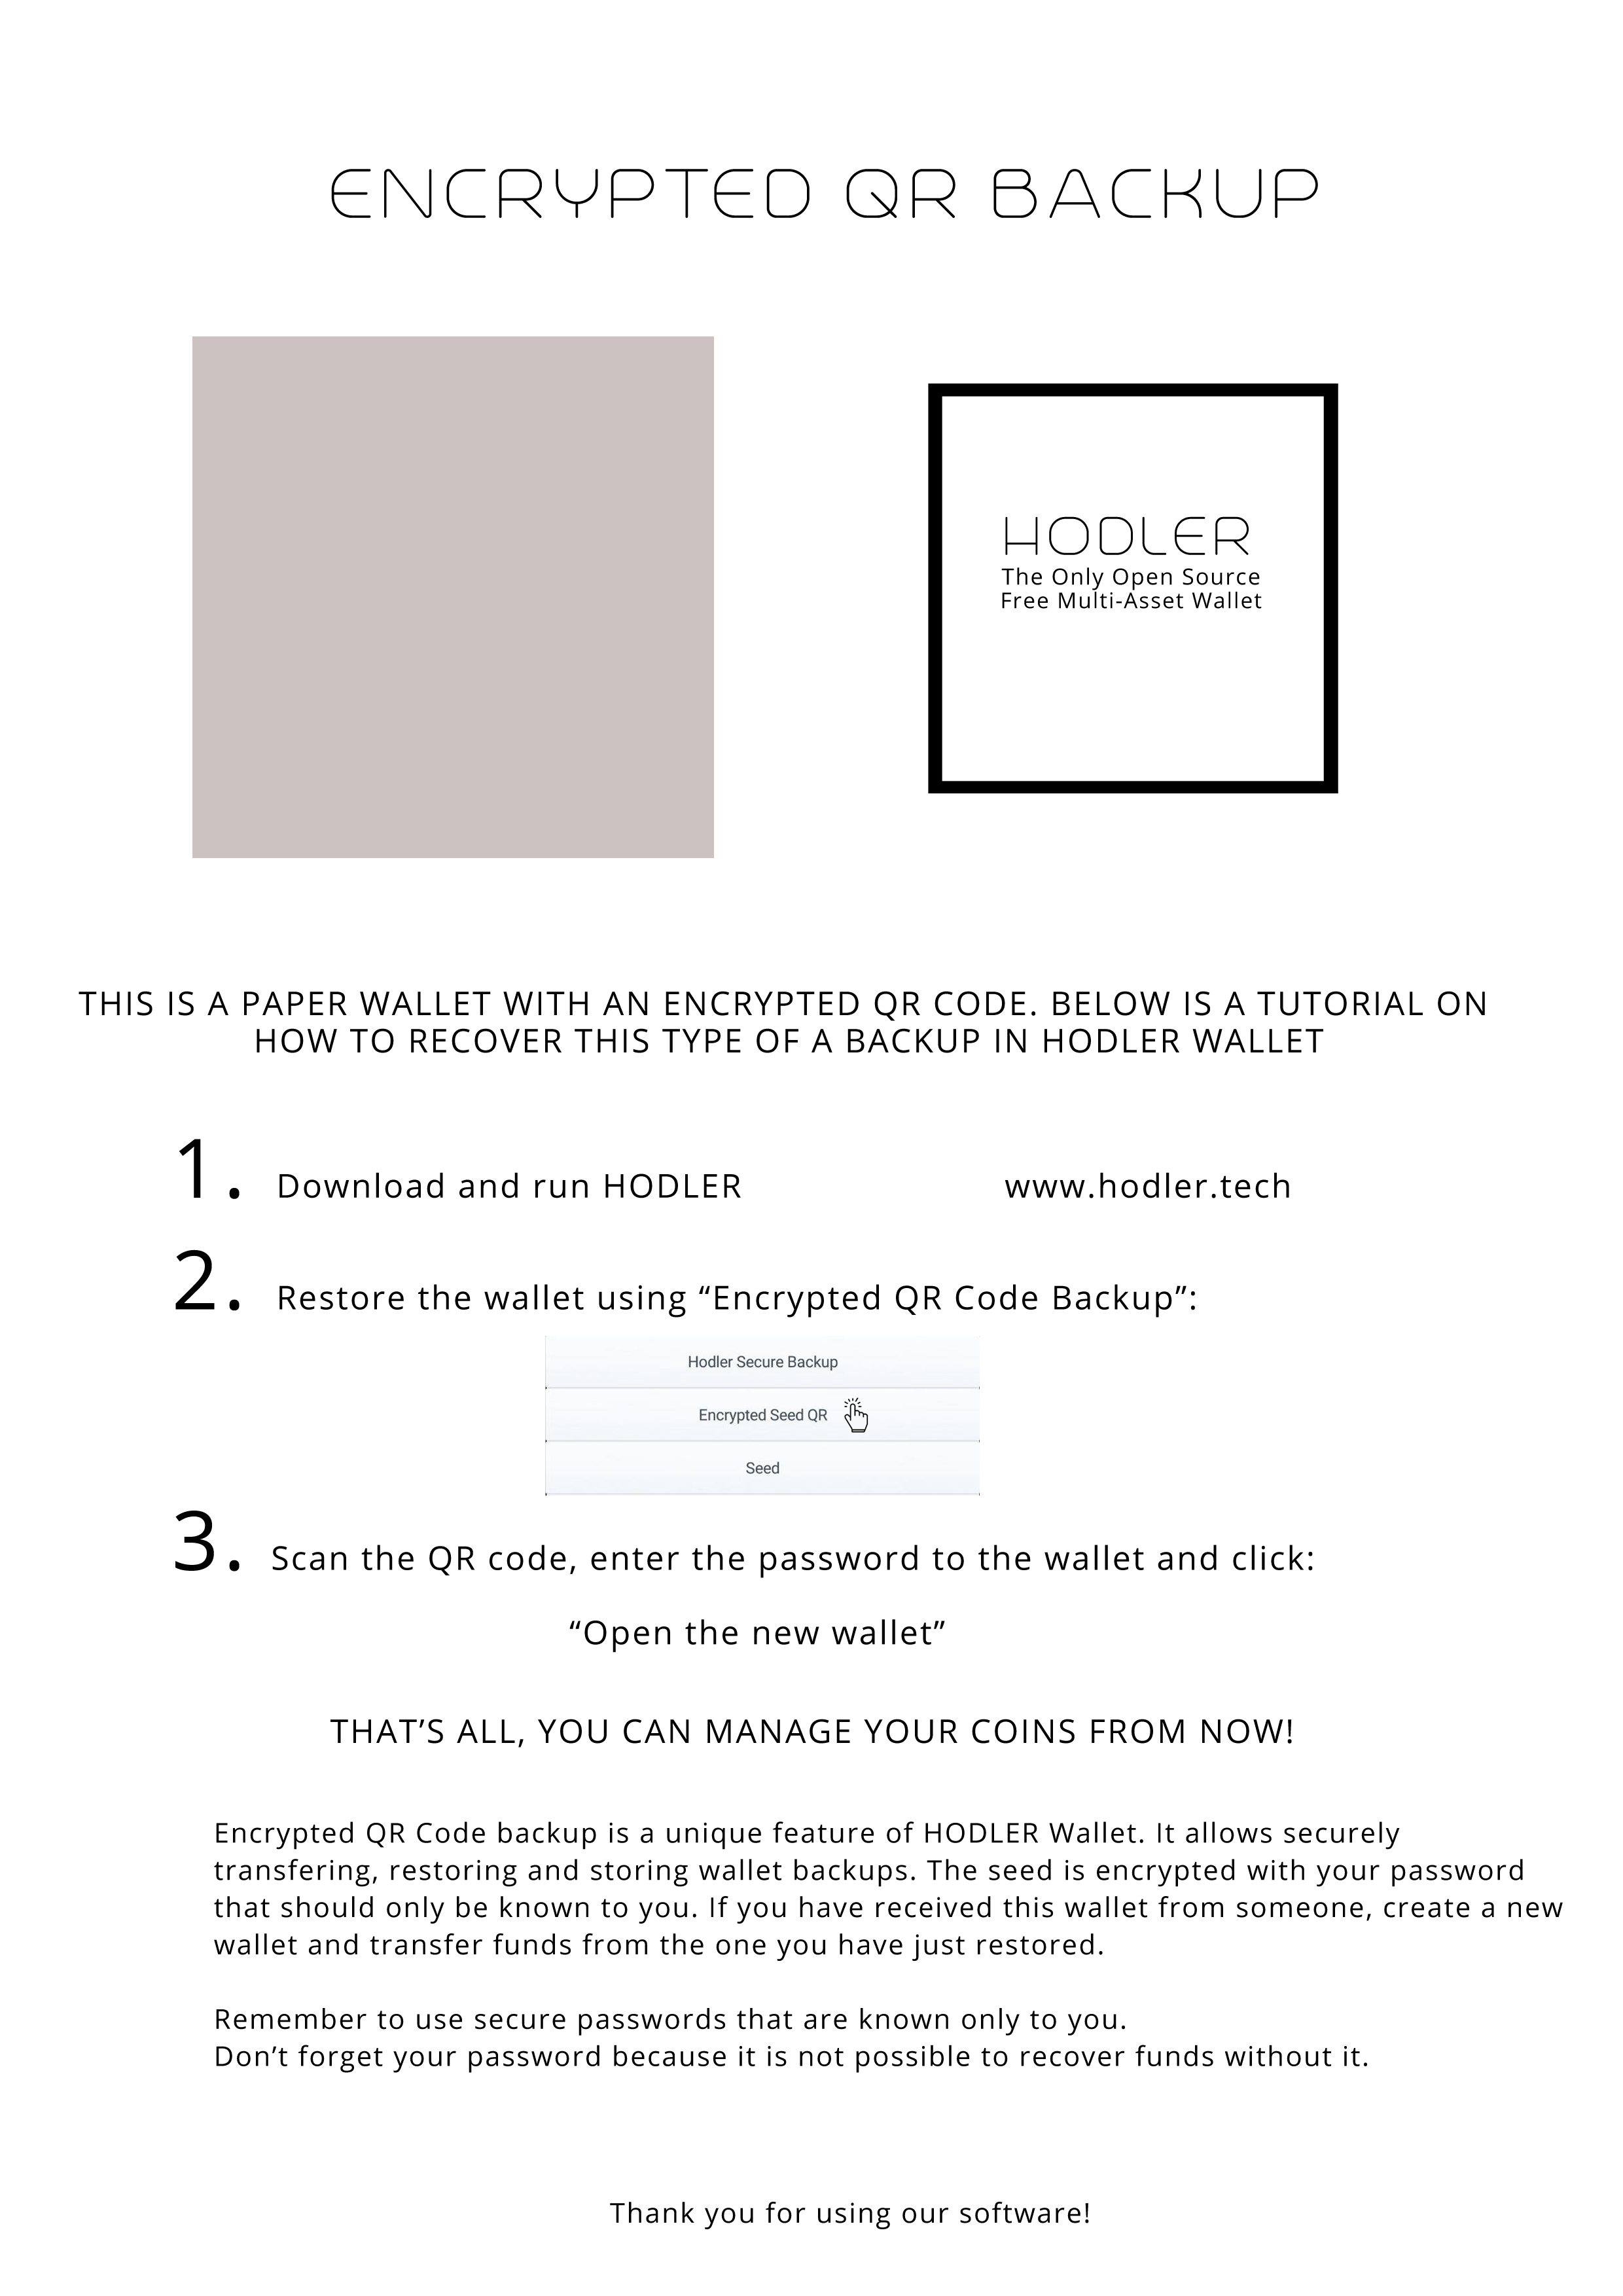 ENCRYPTED QR BACKUP
HODLER
The Only Open Source
Free Multi-Asset Wallet
THIS IS A PAPER WALLET WITH AN ENCRYPTED QR CODE. BELOW IS A TUTORIAL ON
HOW TO RECOVER THIS TYPE OF A BACKUP IN HODLER WALLET
1. Download and run HODLER www.hodler.tech
2. Restore the wallet using “Encrypted QR Code Backup”:
Hodler Secure Backup
Encrypted Seed QR
Seed
3. Scan the QR code, enter the password to the wallet and click:
“Open the new wallet”
THAT’S ALL, YOU CAN MANAGE YOUR COINS FROM NOW!
Encrypted QR Code backup is a unique feature of HODLER Wallet. It allows securely
transfering, restoring and storing wallet backups. The seed is encrypted with your password
that should only be known to you. If you have received this wallet from someone, create a new
wallet and transfer funds from the one you have just restored.
Remember to use secure passwords that are known only to you.
Don’t forget your password because it is not possible to recover funds without it.
Thank you for using our software!